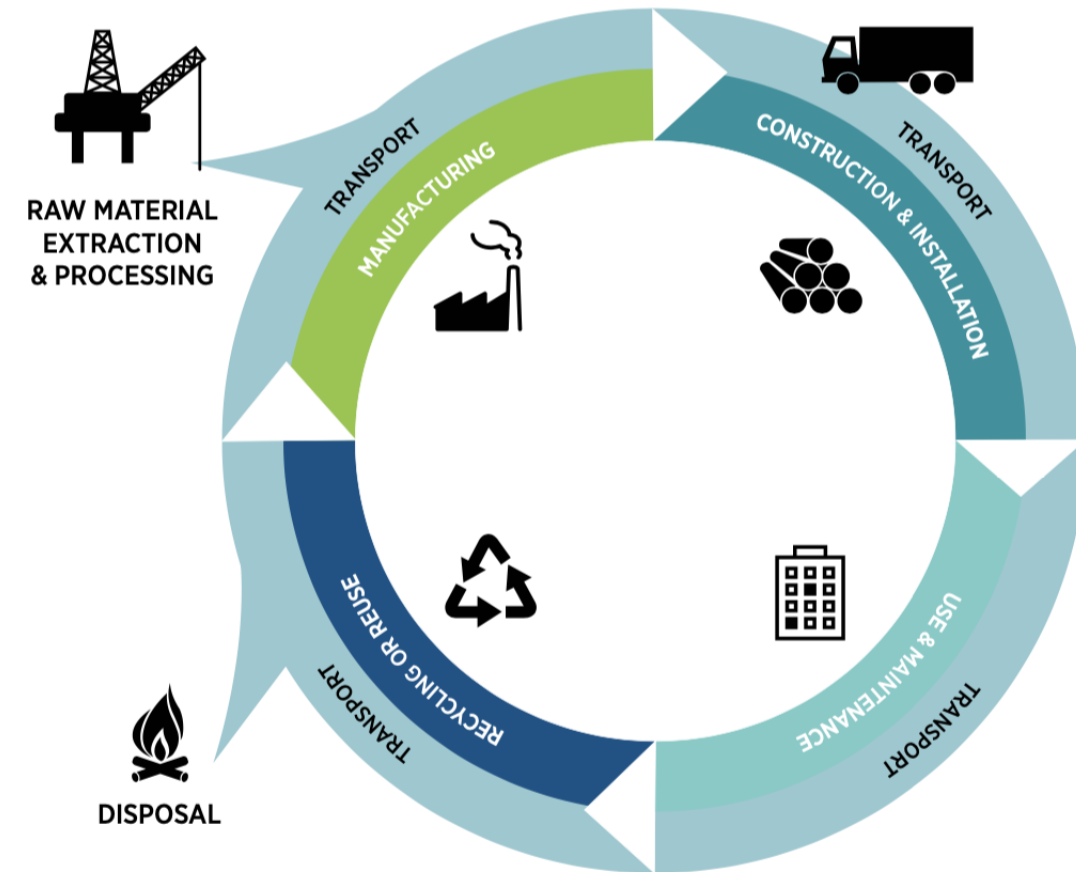 RAW MATERIAL
EXTRACTION
& PROCESSING
TRANSPORT
MANUFACTURING
CONSTRUCTION & INSTALLATION
TRANSPORT
USE & MAINTENANCE
TRANSPORT
RECYCLING OR REUSE
TRANSPORT
DISPOSAL